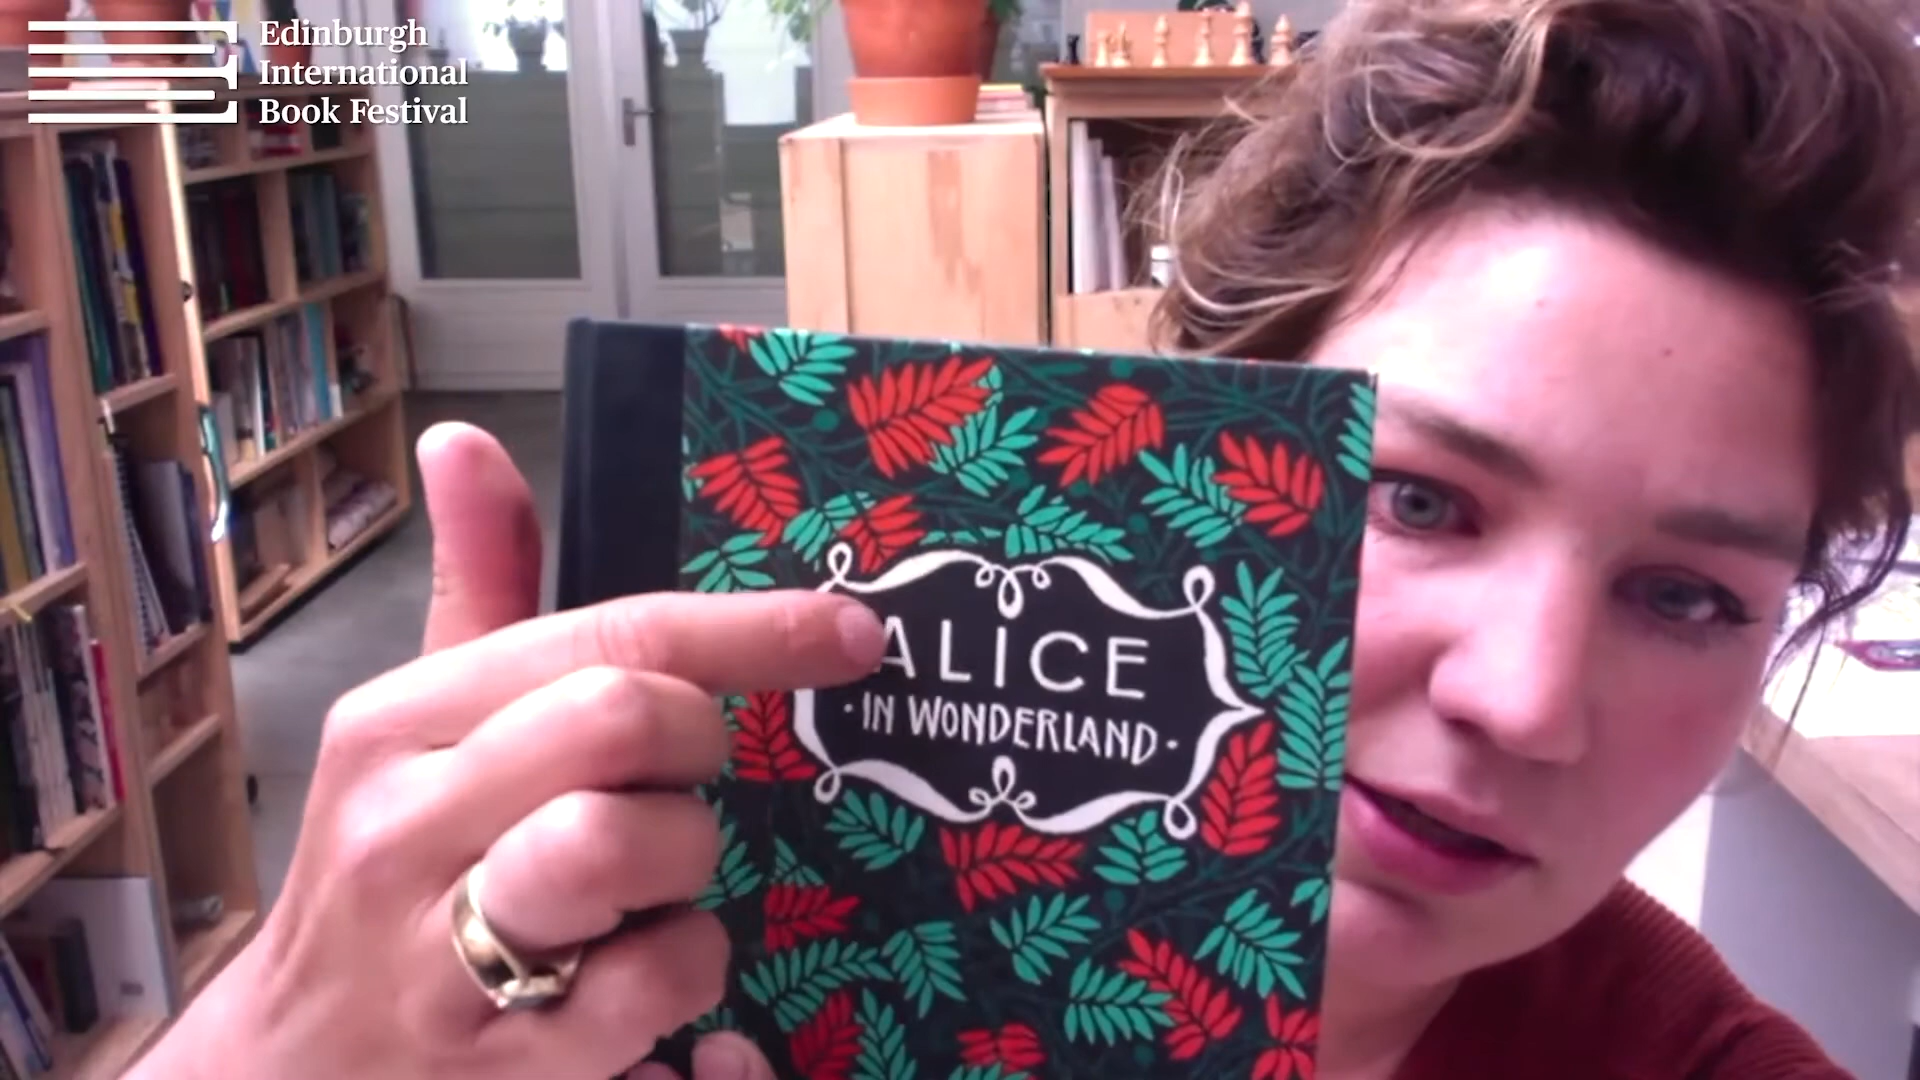 Edinburgh
International
Book Festival
ALICE
· IN WONDERLAND ·